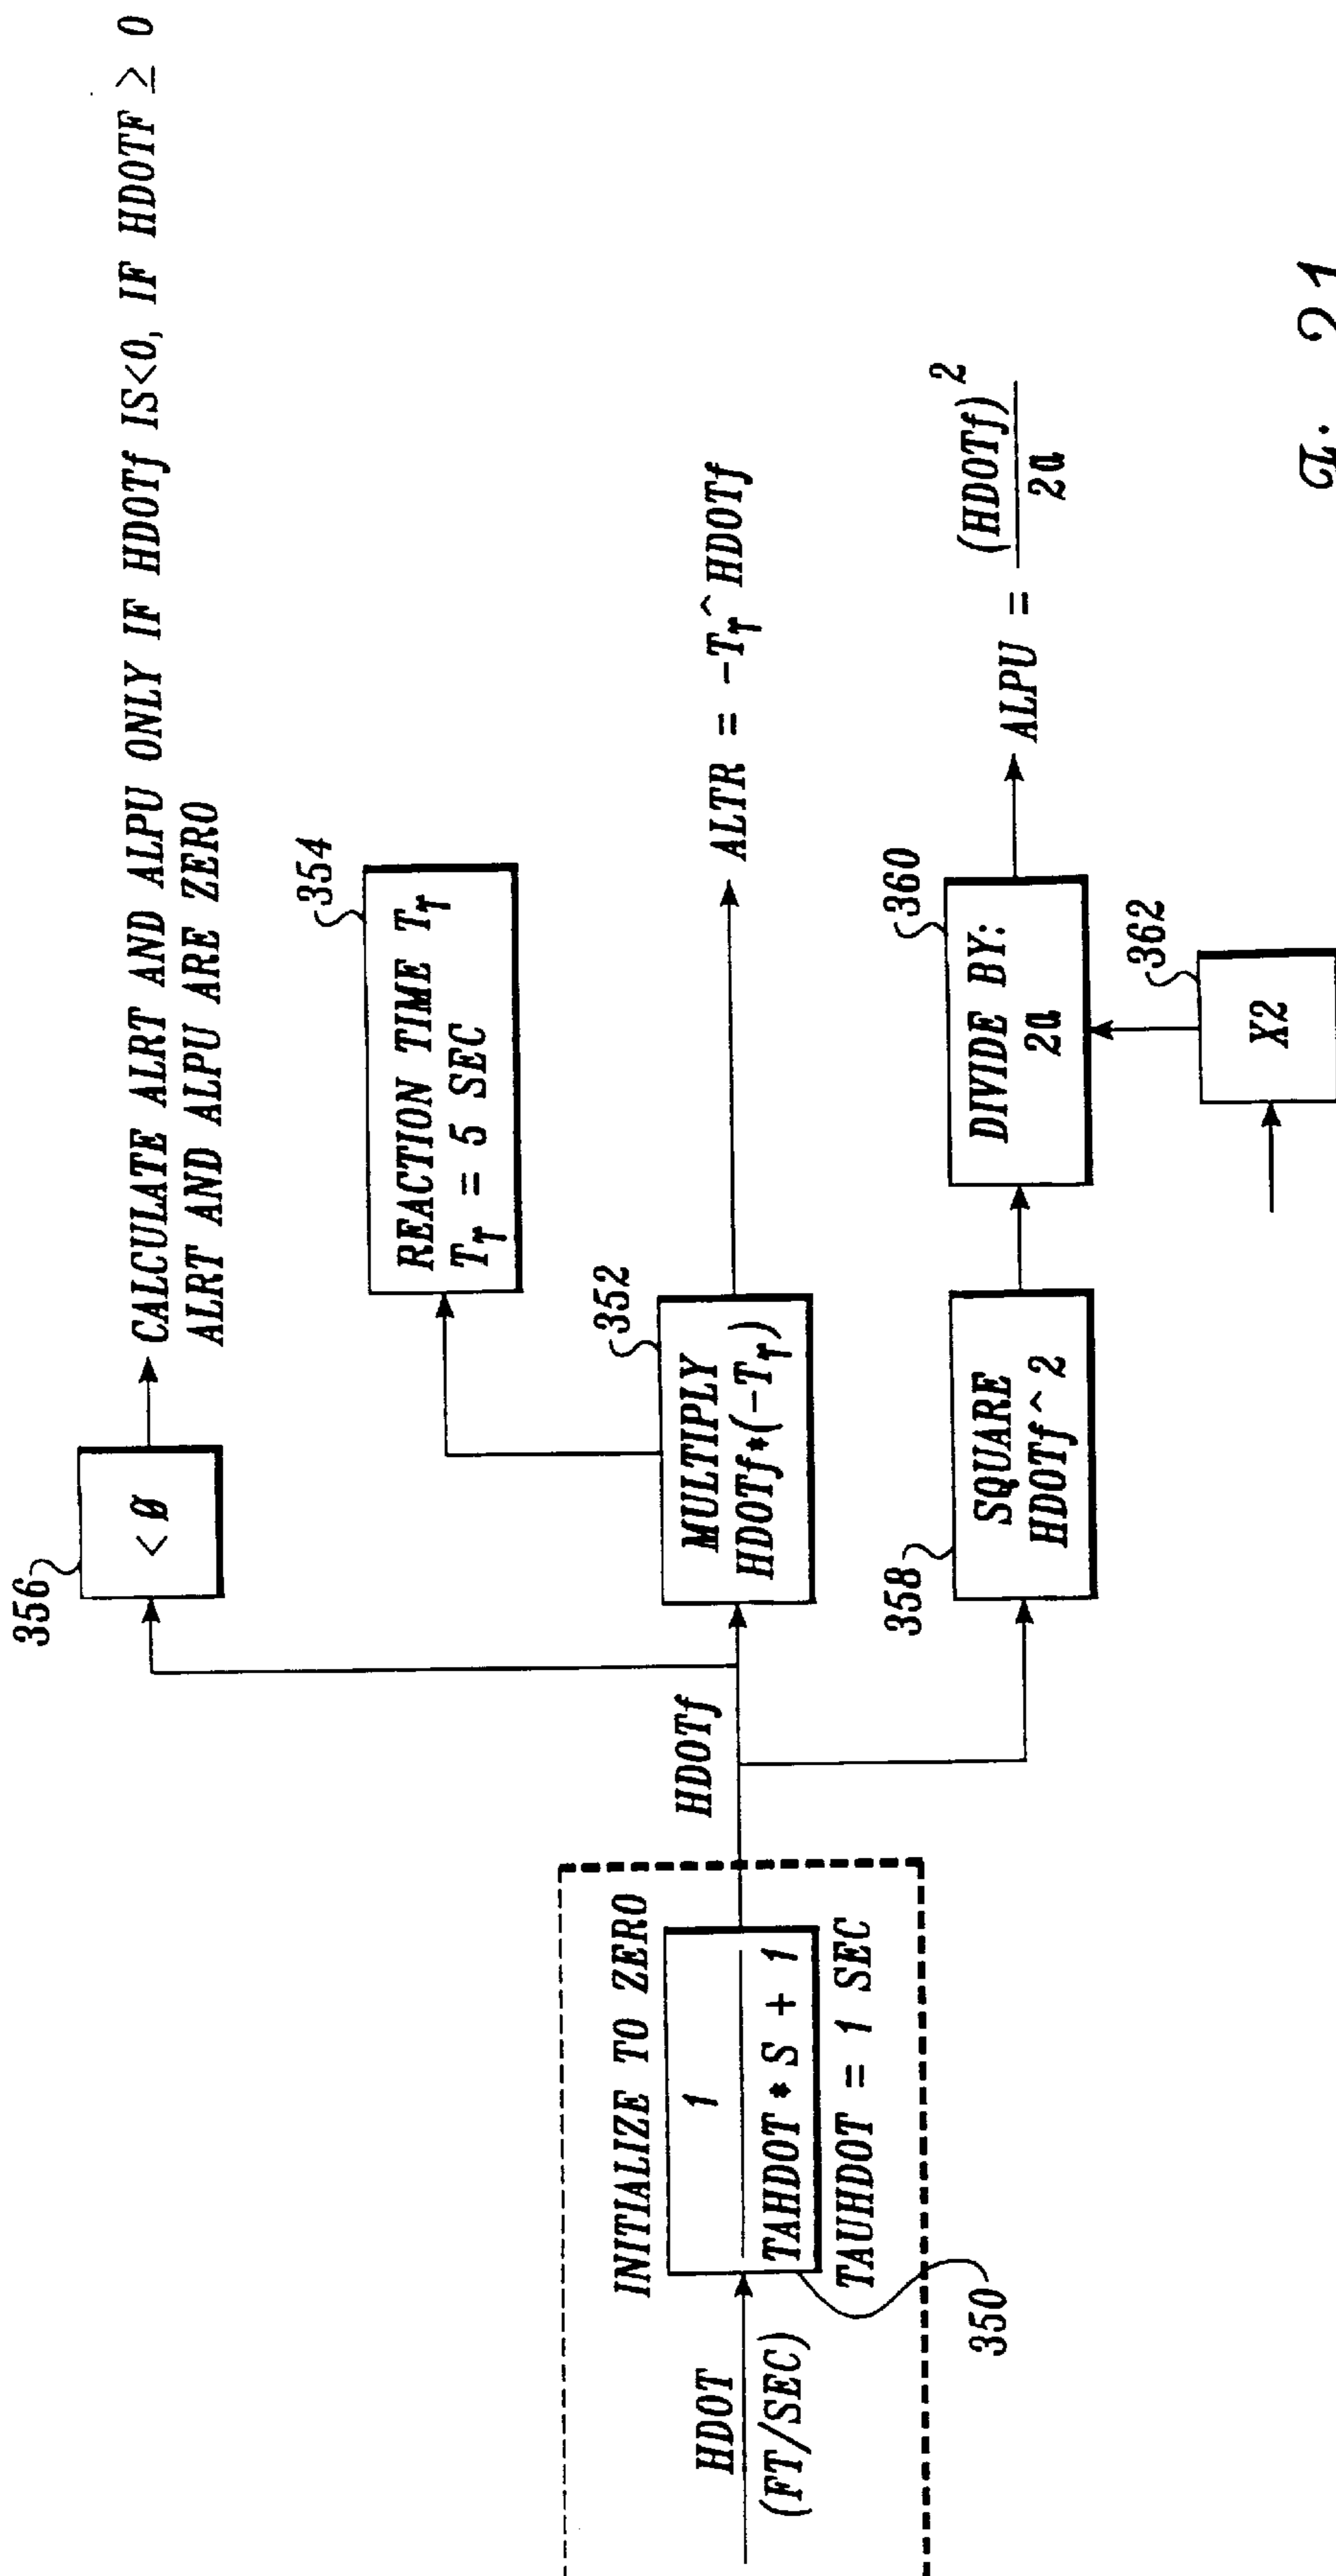 356
<Ø
CALCULATE ALRT AND ALPU ONLY IF HDOTf IS<0, IF HDOTF ≥ 0
ALRT AND ALPU ARE ZERO
354
REACTION TIME Tr
Tr = 5 SEC
352
MULTIPLY
HDOTf*(-Tr)
ALTR = -Tr^HDOTf
HDOTf
INITIALIZE TO ZERO
HDOT
(FT/SEC)
1
TAHDOT * S + 1
TAUHDOT = 1 SEC
350
358
SQUARE
HDOTf^2
360
DIVIDE BY:
2a
ALPU = (HDOTf)2
2a
362
X2
21